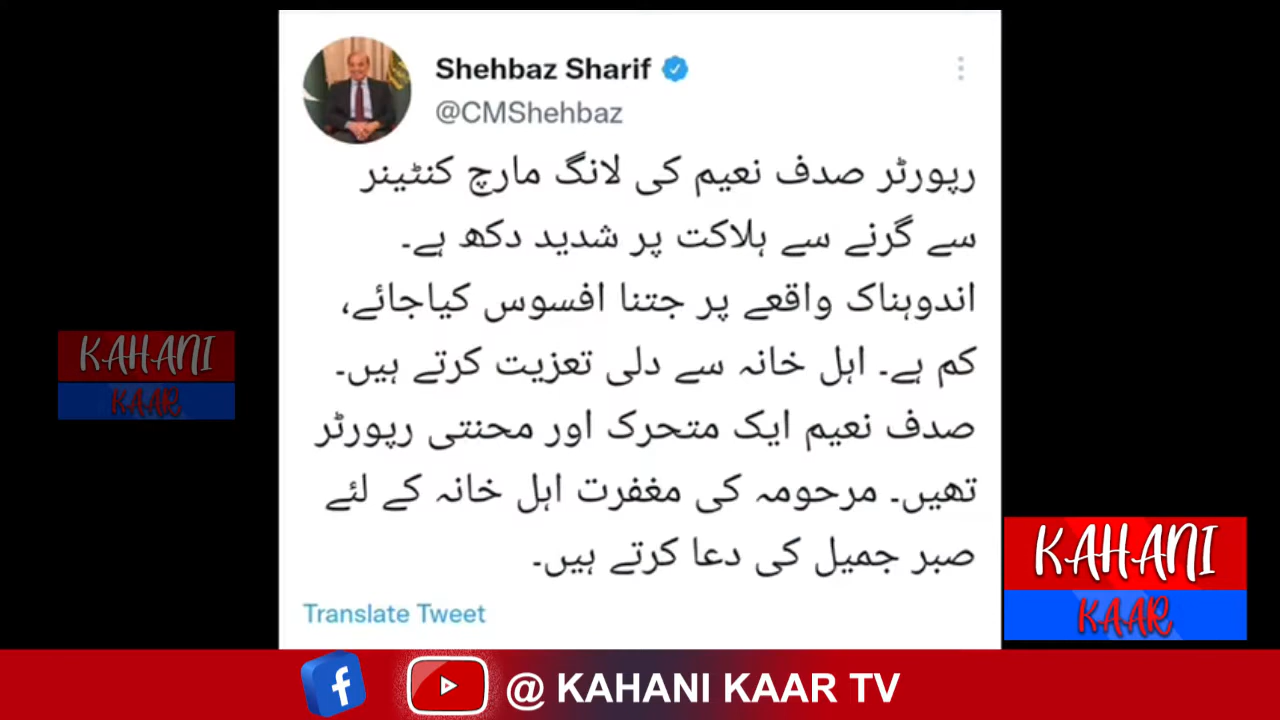 Shehbaz Sharif
@CMShehbaz
رپورٹر صدف نعیم کی لانگ مارچ کنٹینر
سے گرنے سے ہلاکت پر شدید دکھ ہے۔
اندوہناک واقعے پر جتنا افسوس کیاجائے،
کم ہے۔ اہل خانہ سے دلی تعزیت کرتے ہیں۔
صدف نعیم ایک متحرک اور محنتی رپورٹر
تھیں۔ مرحومہ کی مغفرت اہل خانہ کے لئے
صبر جمیل کی دعا کرتے ہیں۔
Translate Tweet
KAHANI
KAAR
KAHANI
KAAR
@ KAHANI KAAR TV